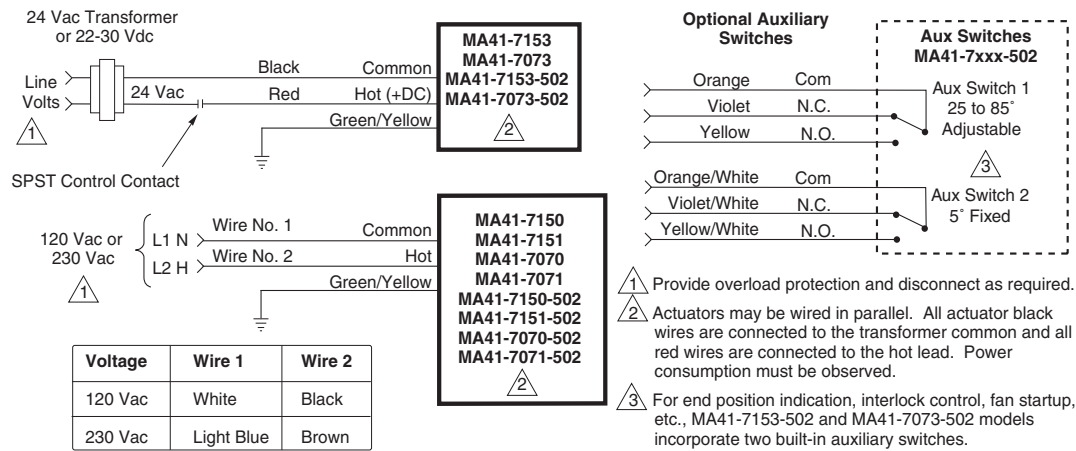 24 Vac Transformer
or 22-30 Vdc
Line
Volts
1
24 Vac
Black
Red
Common
Hot (+DC)
Green/Yellow
SPST Control Contact
MA41-7153
MA41-7073
MA41-7153-502
MA41-7073-502
2
120 Vac or
230 Vac
1
L1 N
L2 H
Wire No. 1
Wire No. 2
Common
Hot
Green/Yellow
MA41-7150
MA41-7151
MA41-7070
MA41-7071
MA41-7150-502
MA41-7151-502
MA41-7070-502
MA41-7071-502
2
Voltage Wire 1 Wire 2
120 Vac White Black
230 Vac Light Blue Brown
Optional Auxiliary
Switches
Aux Switches
MA41-7xxx-502
Orange Com
Violet N.C.
Yellow N.O.
Aux Switch 1
25 to 85˚
Adjustable
3
Orange/White Com
Violet/White N.C.
Yellow/White N.O.
Aux Switch 2
5˚ Fixed
1 Provide overload protection and disconnect as required.
2 Actuators may be wired in parallel. All actuator black
wires are connected to the transformer common and all
red wires are connected to the hot lead. Power
consumption must be observed.
3 For end position indication, interlock control, fan startup,
etc., MA41-7153-502 and MA41-7073-502 models
incorporate two built-in auxiliary switches.